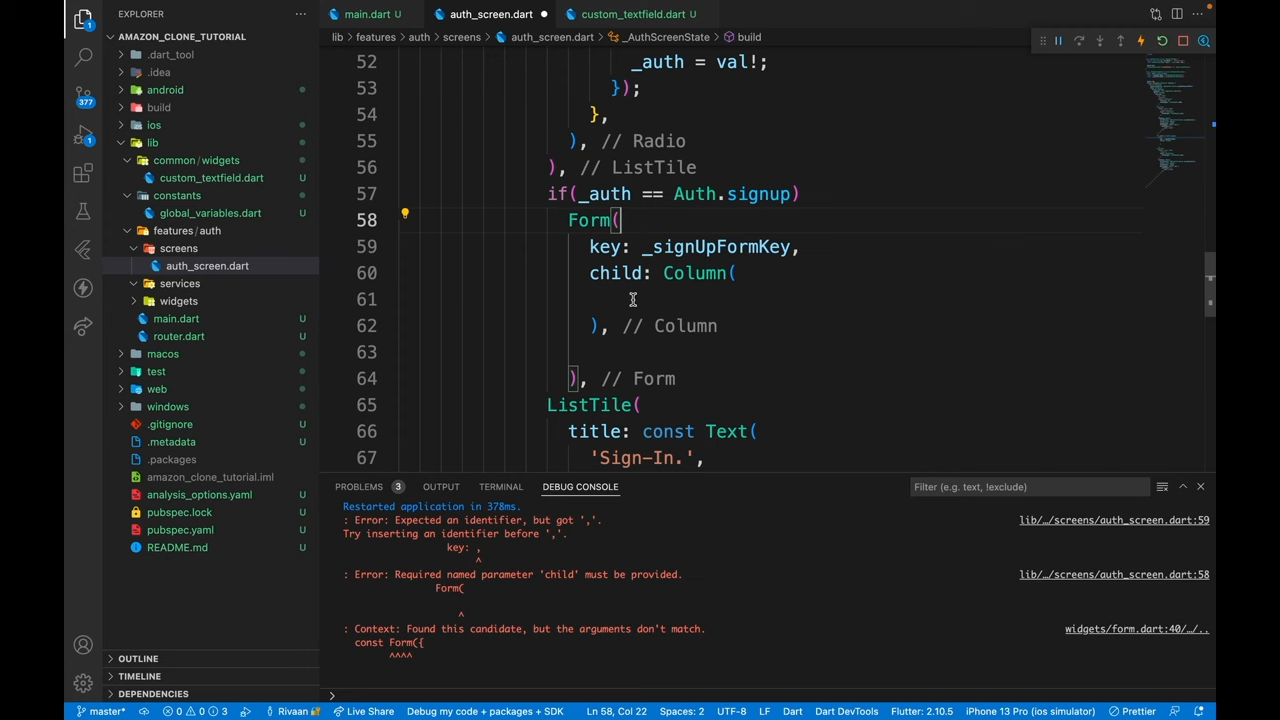 EXPLORER
AMAZON_CLONE_TUTORIAL
.dart_tool
.idea
android
build
ios
lib
common/widgets
custom_textfield.dart U
constants
global_variables.dart U
features/auth
screens
auth_screen.dart
services
widgets
main.dart U
router.dart U
macos
test
web
windows
.gitignore U
.metadata U
.packages
amazon_clone_tutorial.iml
analysis_options.yaml U
pubspec.lock U
pubspec.yaml U
README.md U
OUTLINE
TIMELINE
DEPENDENCIES
377
1
1
main.dart U
auth_screen.dart
custom_textfield.dart U
lib > features > auth > screens > auth_screen.dart > _AuthScreenState > build
52 _auth = val!;
53 });
54 },
55 ), // Radio
56 ), // ListTile
57 if(_auth == Auth.signup)
58 Form(
59 key: _signUpFormKey,
60 child: Column(
61
62 ), // Column
63
64 ), // Form
65 ListTile(
66 title: const Text(
67 'Sign-In.',
PROBLEMS 3 OUTPUT TERMINAL DEBUG CONSOLE Filter (e.g. text, !exclude)
Restarted application in 378ms.
: Error: Expected an identifier, but got ','. lib/…/screens/auth_screen.dart:59
Try inserting an identifier before ','.
key: ,
^
: Error: Required named parameter 'child' must be provided. lib/…/screens/auth_screen.dart:58
Form(
^
: Context: Found this candidate, but the arguments don't match. widgets/form.dart:40/…/..
const Form({
^^^^
>
master* 0 0 3 Rivaan Live Share Debug my code + packages + SDK Ln 58, Col 22 Spaces: 2 UTF-8 LF Dart Dart DevTools Flutter: 2.10.5 iPhone 13 Pro (ios simulator) Prettier